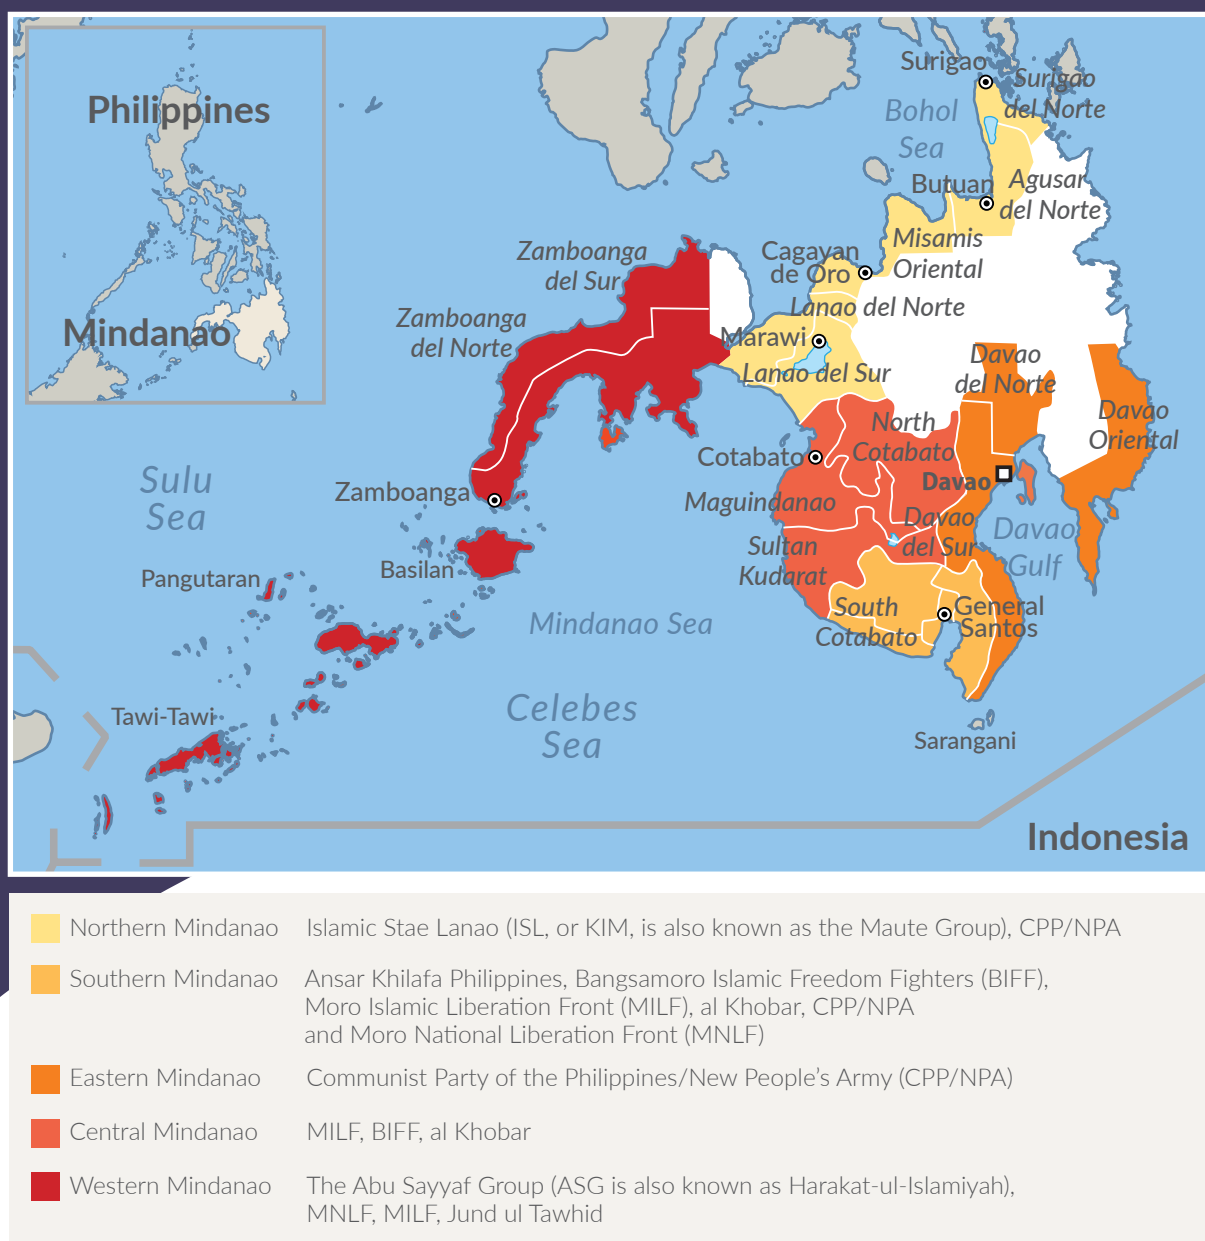 Philippines
Mindanao
Surigao
Surigao
del Norte
Bohol
Sea
Butuan
Agusar
del Norte
Misamis
Oriental
Cagayan
de Oro
Zamboanga
del Sur
Lanao del Norte
Zamboanga
del Norte
Marawi
Lanao del Sur
Davao
del Norte
Davao
Oriental
North
Cotabato
Cotabato
Davao
Maguindanao
Sulu
Sea
Zamboanga
Davao
del Sur
Davao
Gulf
Sultan
Kudarat
Basilan
Pangutaran
South
Cotabato
General
Santos
Mindanao Sea
Celebes
Sea
Tawi-Tawi
Sarangani
Indonesia
Northern Mindanao Islamic Stae Lanao (ISL, or KIM, is also known as the Maute Group), CPP/NPA
Southern Mindanao Ansar Khilafa Philippines, Bangsamoro Islamic Freedom Fighters (BIFF),
Moro Islamic Liberation Front (MILF), al Khobar, CPP/NPA
and Moro National Liberation Front (MNLF)
Eastern Mindanao Communist Party of the Philippines/New People’s Army (CPP/NPA)
Central Mindanao MILF, BIFF, al Khobar
Western Mindanao The Abu Sayyaf Group (ASG is also known as Harakat-ul-Islamiyah),
MNLF, MILF, Jund ul Tawhid